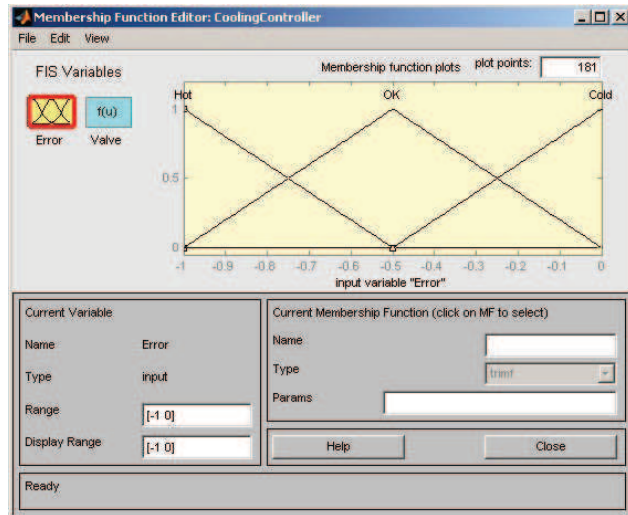 Membership Function Editor: CoolingController
File Edit View
FIS Variables
Membership function plots plot points: 181
f(u)
Error Valve
Hot OK Cold
1
0.5
0
-1 -0.9 -0.8 -0.7 -0.6 -0.5 -0.4 -0.3 -0.2 -0.1 0
input variable "Error"
Current Variable
Name Error
Type input
Range [-1 0]
Display Range [-1 0]
Current Membership Function (click on MF to select)
Name
Type trimf
Params
Help Close
Ready